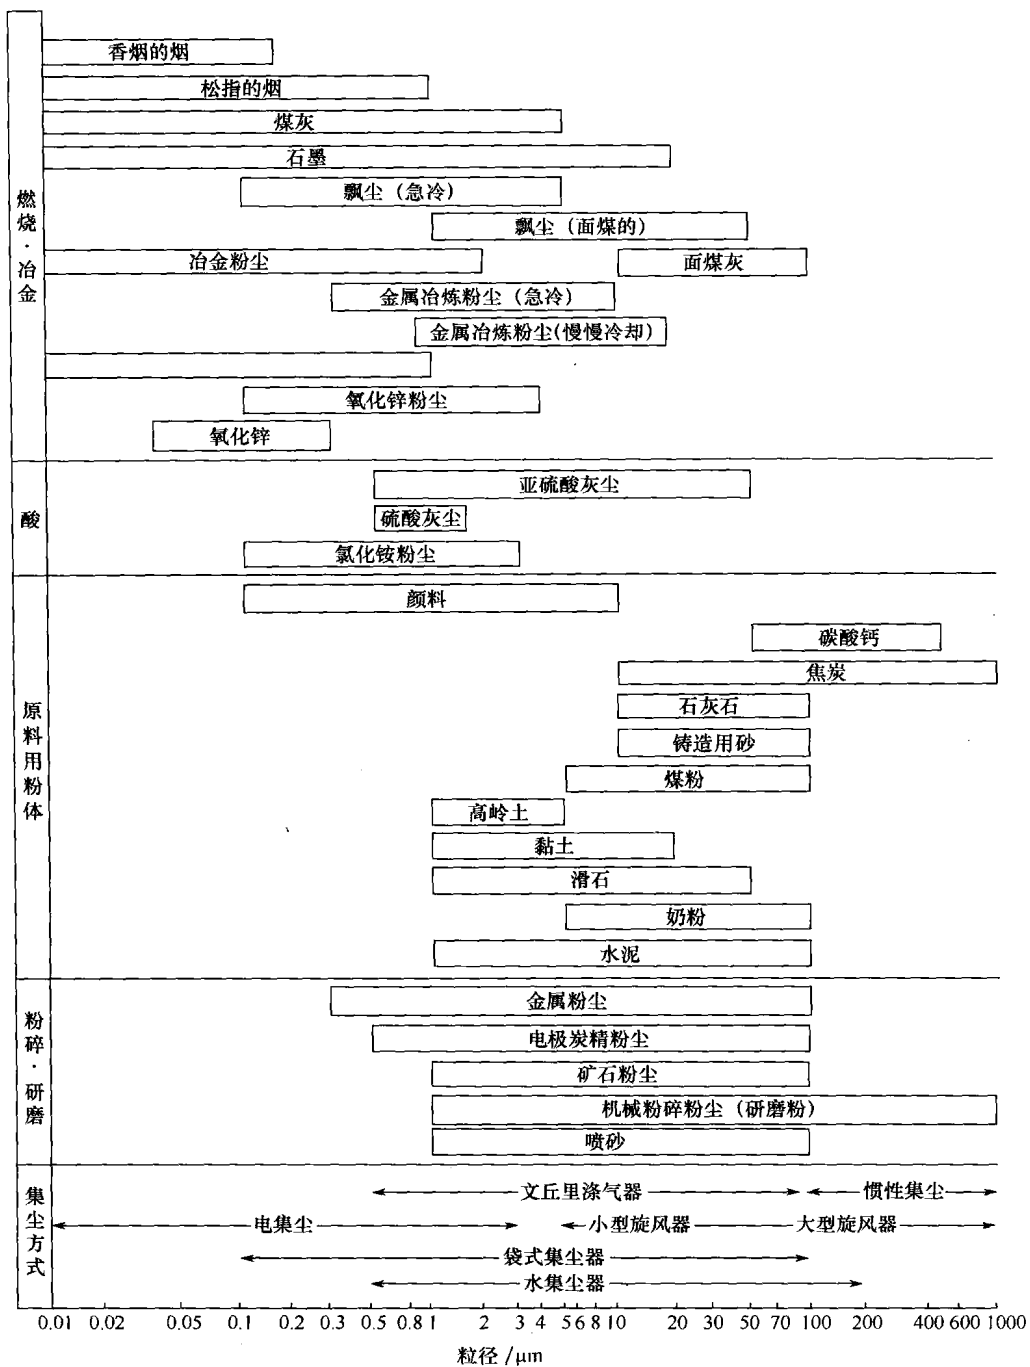 燃烧·冶金
香烟的烟
松指的烟
煤灰
石墨
飘尘（急冷）
飘尘（面煤的）
冶金粉尘
面煤灰
金属冶炼粉尘（急冷）
金属冶炼粉尘(慢慢冷却)
氧化锌粉尘
氧化锌
酸
亚硫酸灰尘
硫酸灰尘
氯化铵粉尘
原料用粉体
颜料
碳酸钙
焦炭
石灰石
铸造用砂
煤粉
高岭土
黏土
滑石
奶粉
水泥
粉碎·研磨
金属粉尘
电极炭精粉尘
矿石粉尘
机械粉碎粉尘（研磨粉）
喷砂
集尘方式
文丘里涤气器
惯性集尘
电集尘
小型旋风器
大型旋风器
袋式集尘器
水集尘器
0.01 0.02 0.05 0.1 0.2 0.3 0.5 0.8 1 2 3 4 5 6 8 10 20 30 50 70 100 200 400 600 1000
粒径 /μm